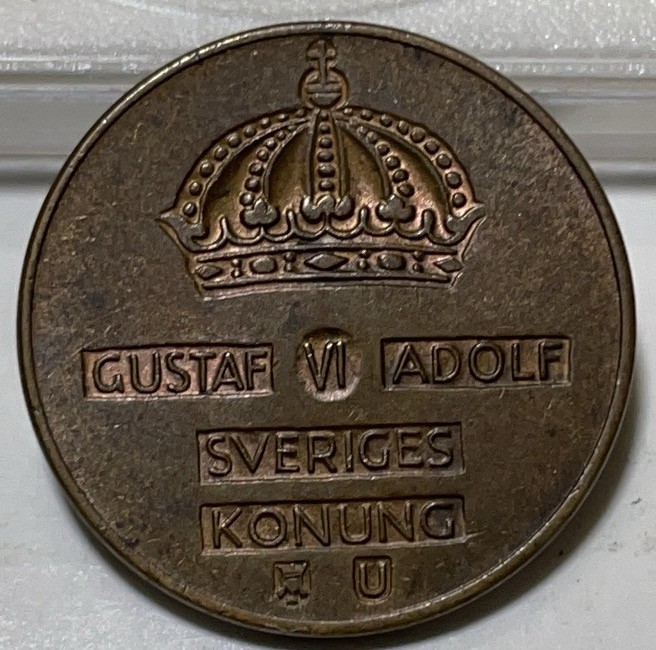 GUSTAF VI ADOLF
SVERIGES
KONUNG
U